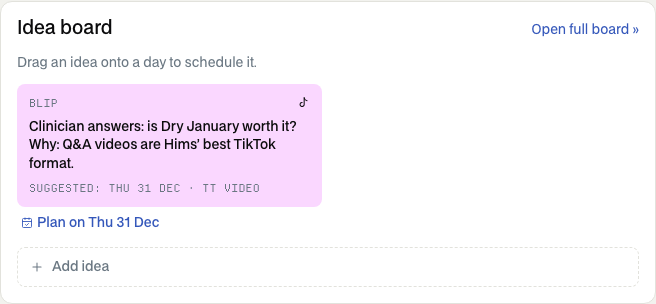 Idea board
Open full board »
Drag an idea onto a day to schedule it.
BLIP
Clinician answers: is Dry January worth it?
Why: Q&A videos are Hims’ best TikTok
format.
SUGGESTED: THU 31 DEC · TT VIDEO
Plan on Thu 31 Dec
+ Add idea